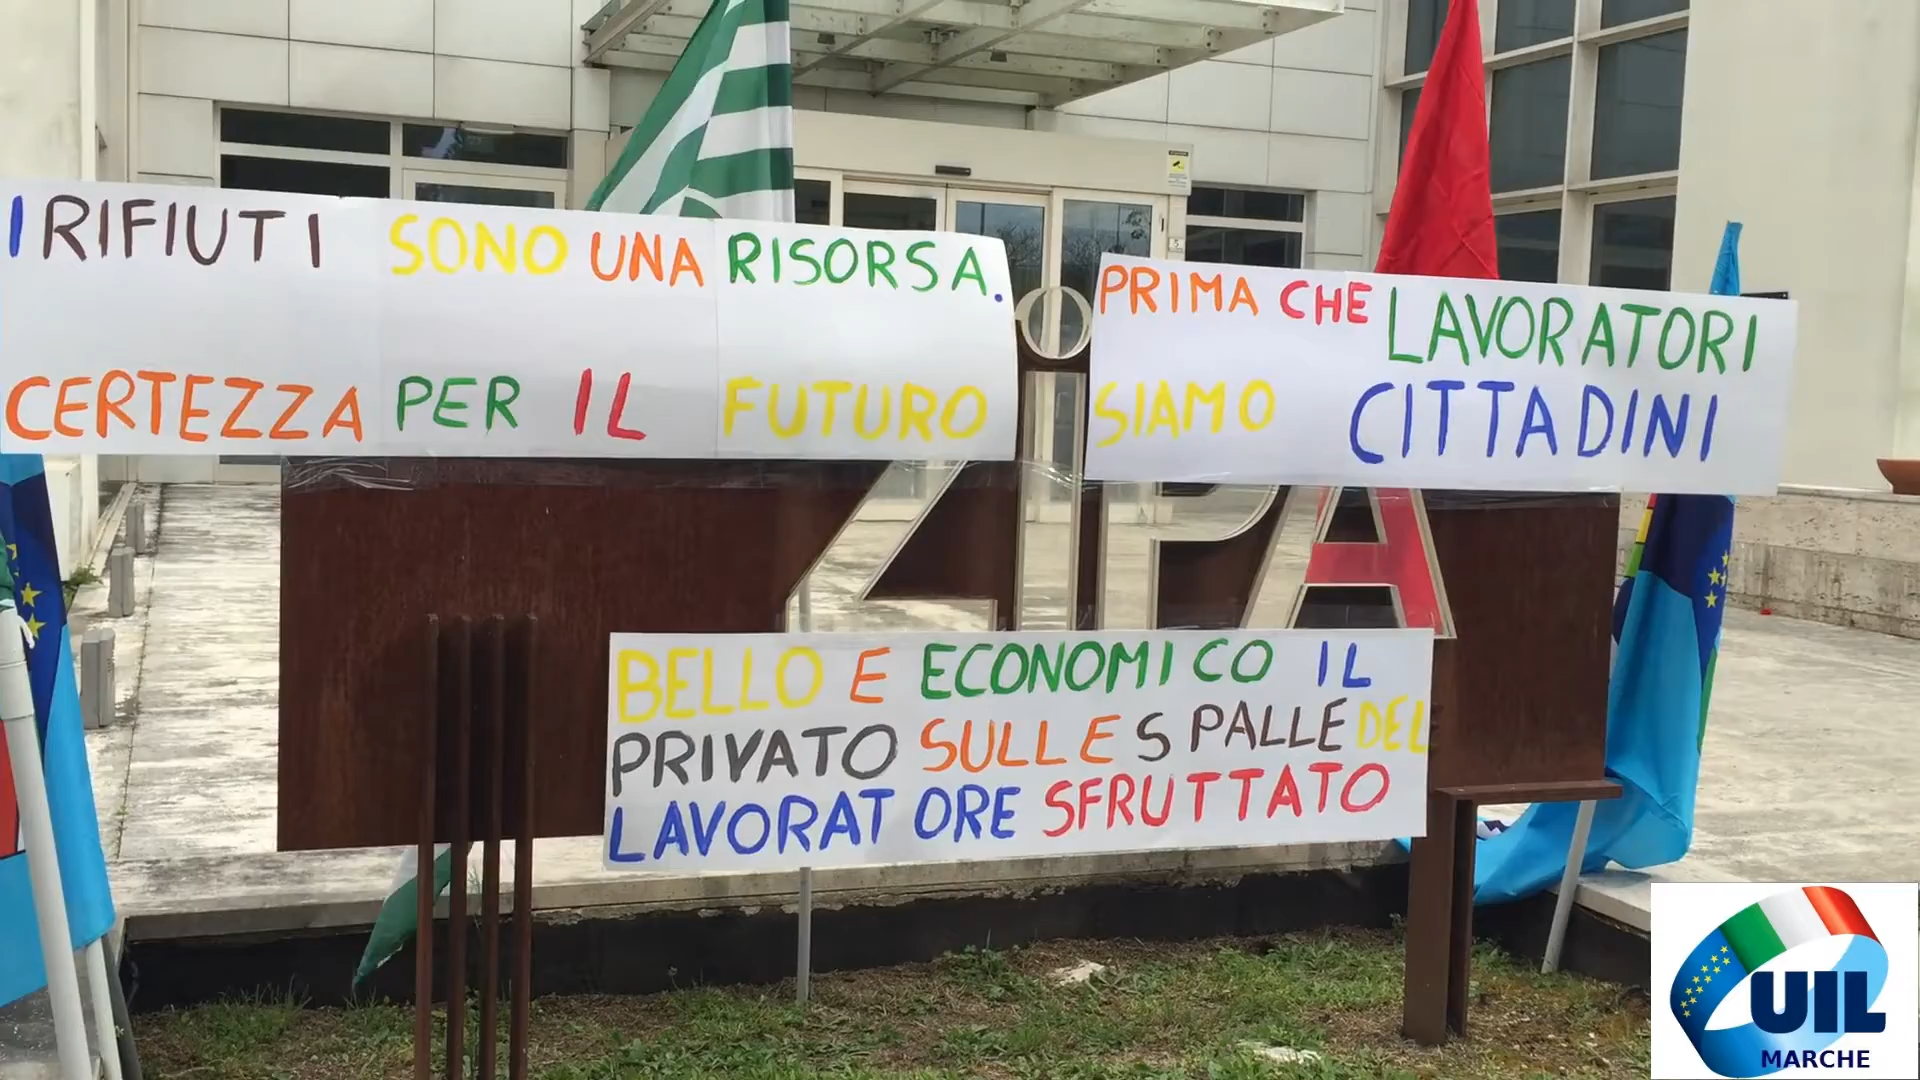 I RIFIUTI SONO UNA RISORSA.
CERTEZZA PER IL FUTURO
PRIMA CHE LAVORATORI
SIAMO CITTADINI
ZiPA
BELLO E ECONOMICO IL
PRIVATO SULLE SPALLE DEL
LAVORATORE SFRUTTATO
UIL
MARCHE